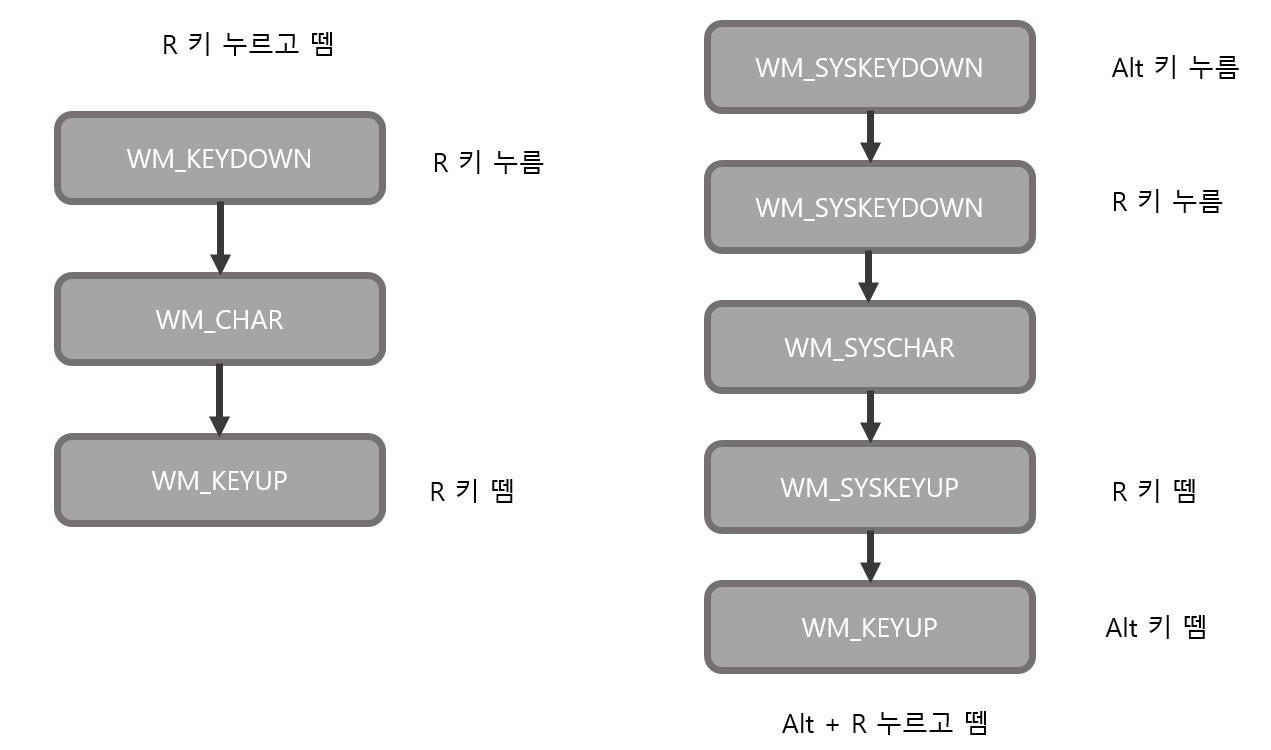 R 키 누르고 뗌
WM_KEYDOWN
R 키 누름
WM_CHAR
WM_KEYUP
R 키 뗌
WM_SYSKEYDOWN
Alt 키 누름
WM_SYSKEYDOWN
R 키 누름
WM_SYSCHAR
WM_SYSKEYUP
R 키 뗌
WM_KEYUP
Alt 키 뗌
Alt + R 누르고 뗌